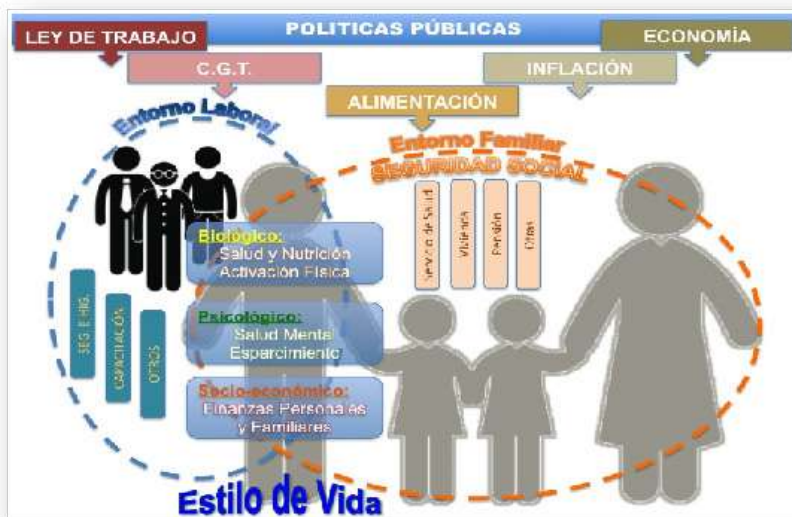 POLITICAS PÚBLICAS
LEY DE TRABAJO
ECONOMÍA
C.G.T.
INFLACIÓN
ALIMENTACIÓN
Entorno Laboral
Entorno Familiar
SEGURIDAD SOCIAL
Servicio de Salud
Vivienda
Pensión
Otras
Biológico:
Salud y Nutrición
Activación Física
Psicológico:
Salud Mental
Esparcimiento
Socio-económico:
Finanzas Personales
y Familiares
SEG. E HIG.
CAPACITACIÓN
OTROS
Estilo de Vida